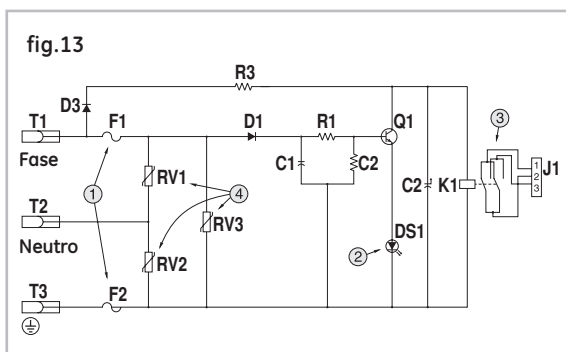 fig.13
R3
D3
T1
F1
D1
R1
Q1
3
Fase
RV1
C1
C2
C2
K1
J1
1
2
3
1
4
T2
RV3
DS1
Neutro
2
RV2
T3
F2